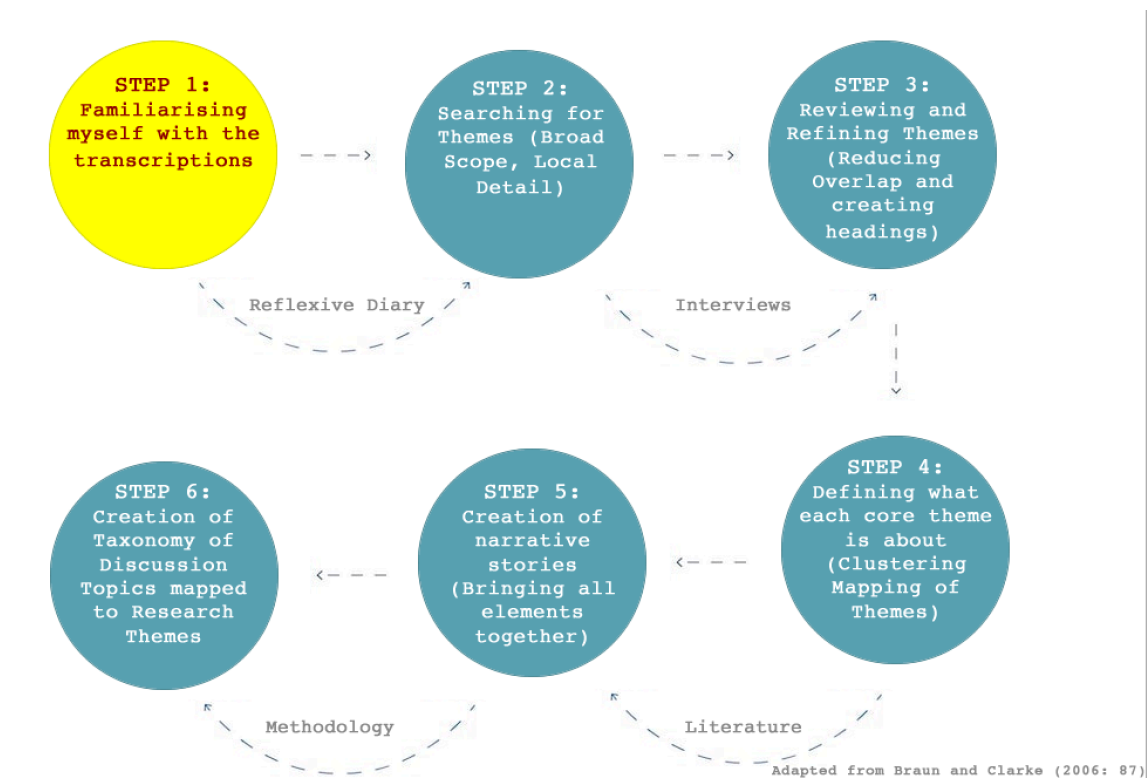 STEP 1:
Familiarising
myself with the
transcriptions
STEP 2:
Searching for
Themes (Broad
Scope, Local
Detail)
STEP 3:
Reviewing and
Refining Themes
(Reducing
Overlap and
creating
headings)
Reflexive Diary
Interviews
STEP 4:
Defining what
each core theme
is about
(Clustering
Mapping of
Themes)
STEP 5:
Creation of
narrative
stories
(Bringing all
elements
together)
STEP 6:
Creation of
Taxonomy of
Discussion
Topics mapped
to Research
Themes
Literature
Methodology
Adapted from Braun and Clarke (2006: 87)